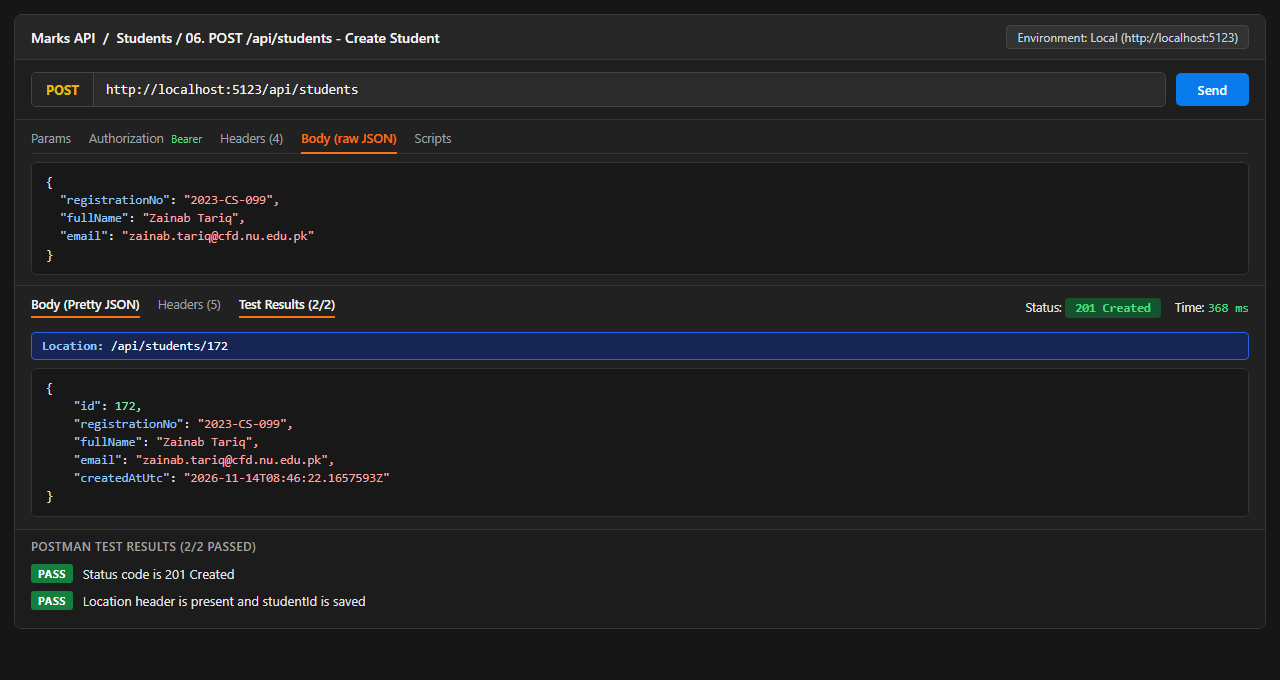 Marks API / Students / 06. POST /api/students - Create Student
Environment: Local (http://localhost:5123)
POST
http://localhost:5123/api/students
Send
Params Authorization Bearer Headers (4) Body (raw JSON) Scripts
{
"registrationNo": "2023-CS-099",
"fullName": "Zainab Tariq",
"email": "zainab.tariq@cfd.nu.edu.pk"
}
Body (Pretty JSON) Headers (5) Test Results (2/2)
Status: 201 Created Time: 368 ms
Location: /api/students/172
{
"id": 172,
"registrationNo": "2023-CS-099",
"fullName": "Zainab Tariq",
"email": "zainab.tariq@cfd.nu.edu.pk",
"createdAtUtc": "2026-11-14T08:46:22.1657593Z"
}
POSTMAN TEST RESULTS (2/2 PASSED)
PASS Status code is 201 Created
PASS Location header is present and studentId is saved